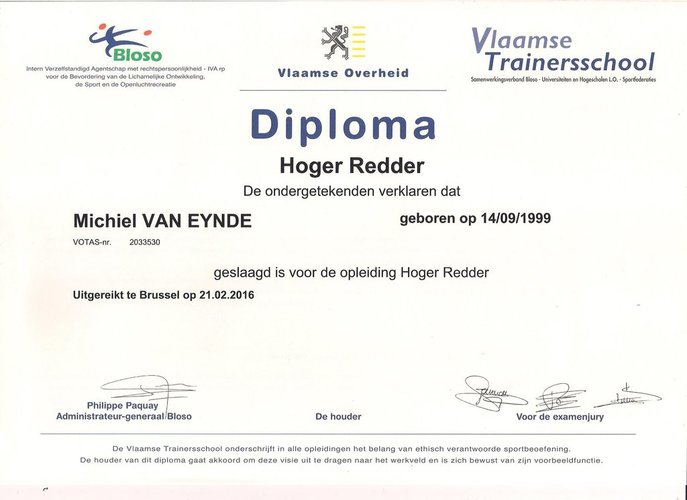 Bloso
Intern Verzelfstandigd Agentschap met rechtspersoonlijkheid - IVA rp
voor de Bevordering van de Lichamelijke Ontwikkeling,
de Sport en de Openluchtrecreatie
Vlaamse Overheid
Vlaamse
Trainersschool
Samenwerkingsverband Bloso - Universiteiten en Hogescholen L.O. - Sportfederaties
Diploma
Hoger Redder
De ondergetekenden verklaren dat
Michiel VAN EYNDE
geboren op 14/09/1999
VOTAS-nr. 2033530
geslaagd is voor de opleiding Hoger Redder
Uitgereikt te Brussel op 21.02.2016
Philippe Paquay
Administrateur-generaal Bloso
De houder
Voor de examenjury
De Vlaamse Trainersschool onderschrijft in alle opleidingen het belang van ethisch verantwoorde sportbeoefening.
De houder van dit diploma gaat akkoord om deze visie uit te dragen naar het werkveld en is zich bewust van zijn voorbeeldfunctie.